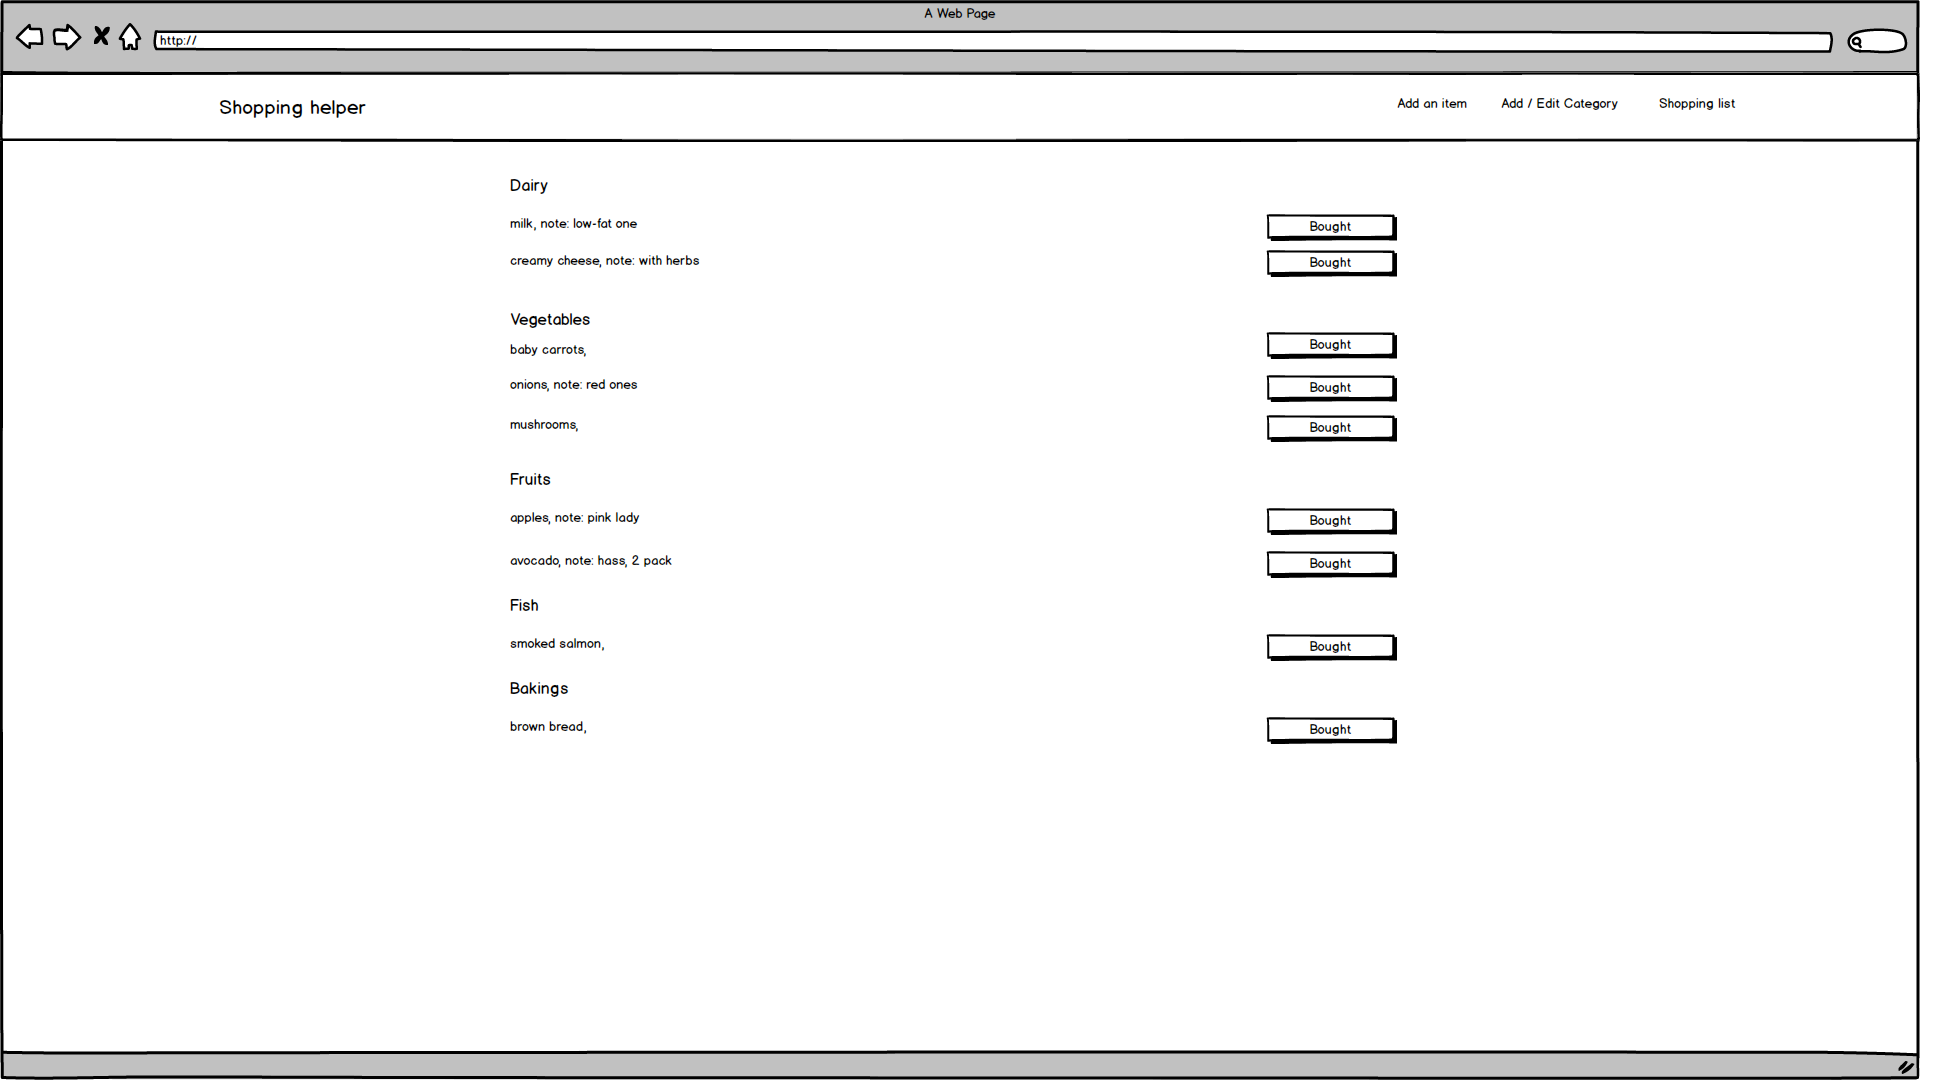 A Web Page
http://
Shopping helper
Add an item
Add / Edit Category
Shopping list
Dairy
milk, note: low-fat one
Bought
creamy cheese, note: with herbs
Bought
Vegetables
baby carrots,
Bought
onions, note: red ones
Bought
mushrooms,
Bought
Fruits
apples, note: pink lady
Bought
avocado, note: hass, 2 pack
Bought
Fish
smoked salmon,
Bought
Bakings
brown bread,
Bought